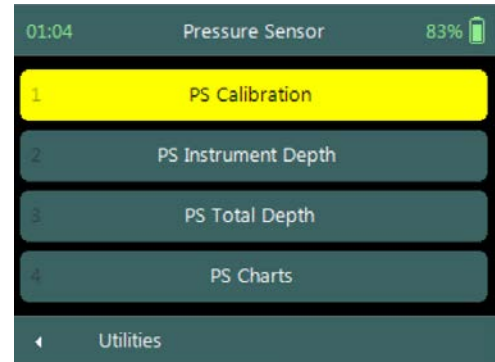 01:04 Pressure Sensor 83%
1 PS Calibration
2 PS Instrument Depth
3 PS Total Depth
4 PS Charts
Utilities